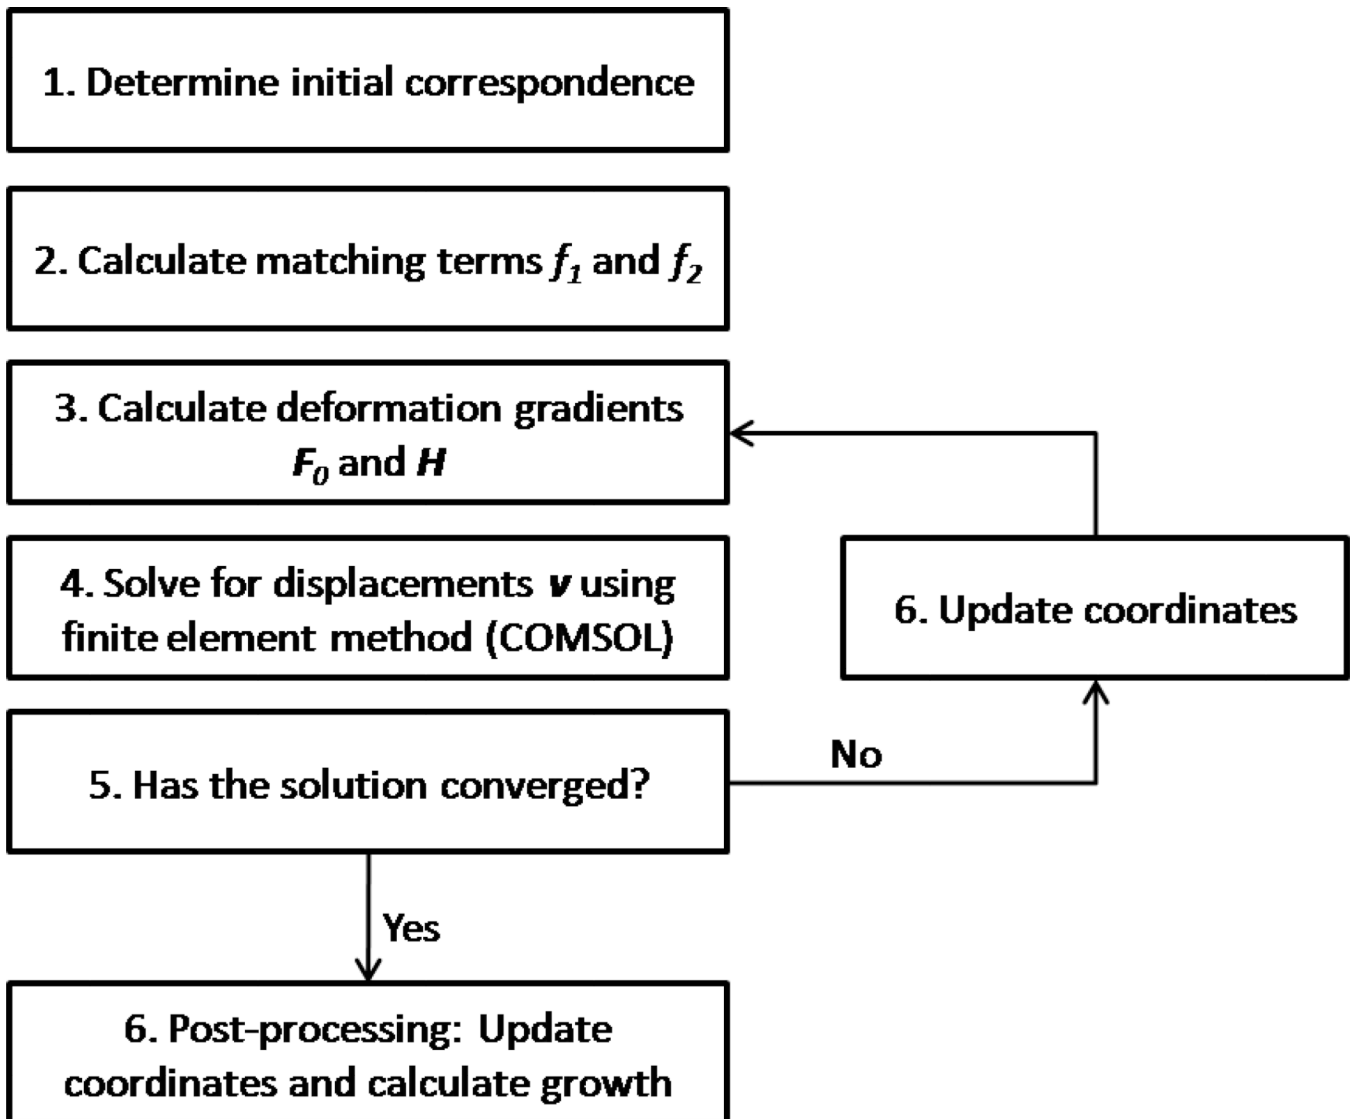 1. Determine initial correspondence
2. Calculate matching terms f1 and f2
3. Calculate deformation gradients
F0 and H
4. Solve for displacements v using
finite element method (COMSOL)
6. Update coordinates
5. Has the solution converged?
No
Yes
6. Post-processing: Update
coordinates and calculate growth